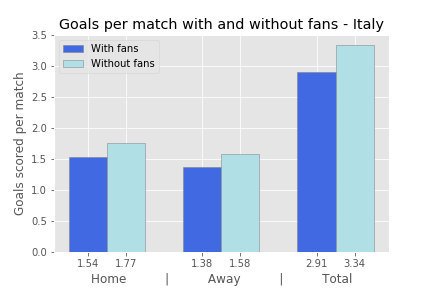 Goals per match with and without fans - Italy
With fans
Without fans
Goals scored per match
3.5
3.0
2.5
2.0
1.5
1.0
0.5
0.0
1.54 1.77 1.38 1.58 2.91 3.34
Home | Away | Total